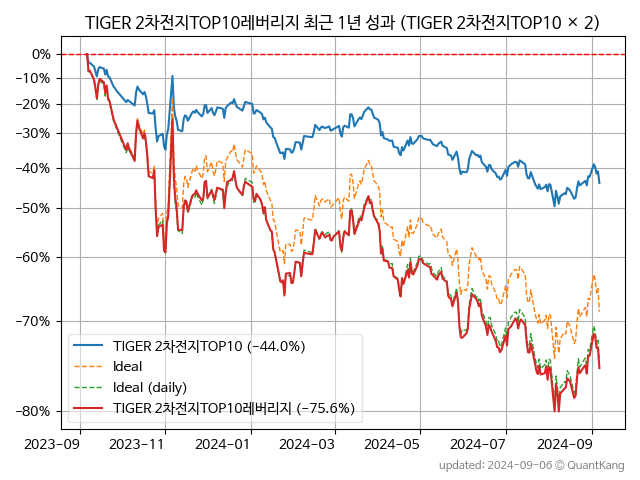 TIGER 2차전지TOP10레버리지 최근 1년 성과 (TIGER 2차전지TOP10 × 2)
0%
−10%
−20%
−30%
−40%
−50%
−60%
−70%
−80%
TIGER 2차전지TOP10 (−44.0%)
Ideal
Ideal (daily)
TIGER 2차전지TOP10레버리지 (−75.6%)
2023-09 2023-11 2024-01 2024-03 2024-05 2024-07 2024-09
updated: 2024-09-06 © QuantKang